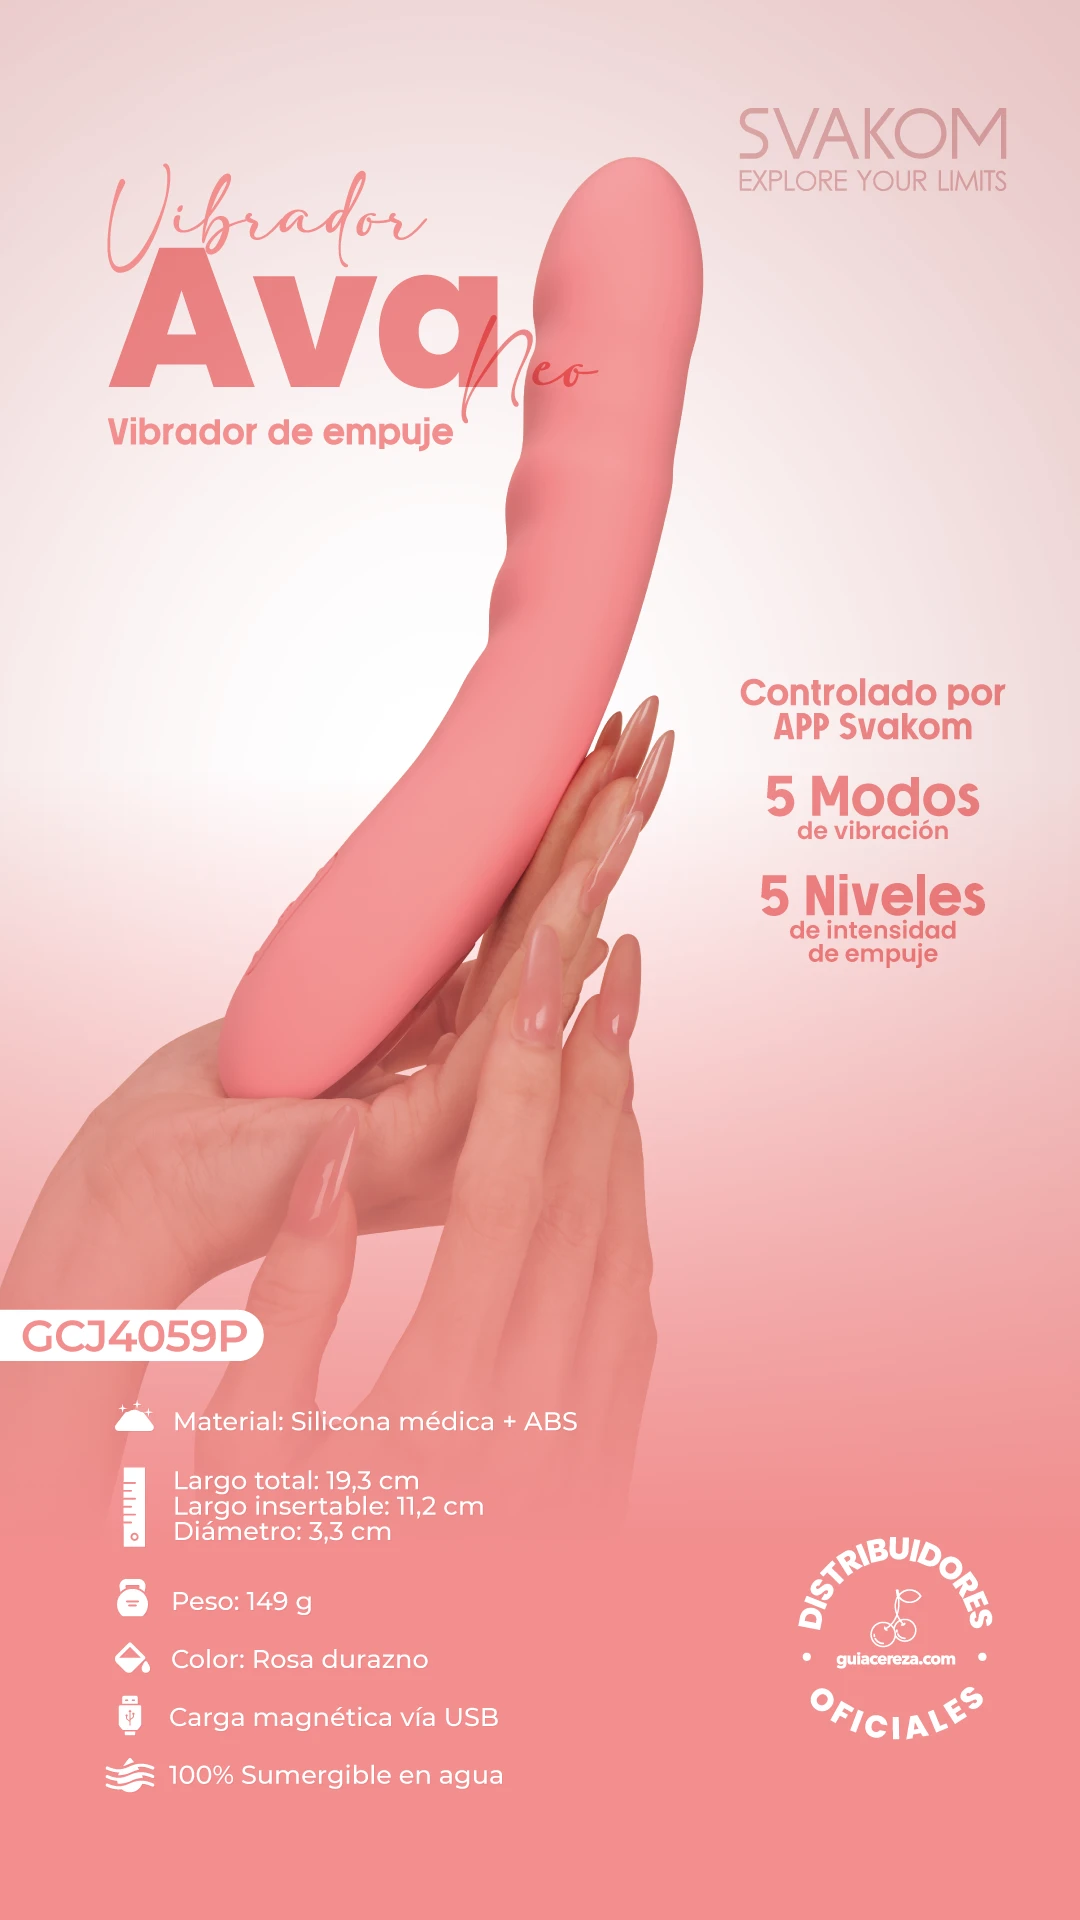 SVAKOM
EXPLORE YOUR LIMITS
Vibrador
Ava
Neo
Vibrador de empuje
Controlado por
APP Svakom
5 Modos
de vibración
5 Niveles
de intensidad
de empuje
GCJ4059P
Material: Silicona médica + ABS
Largo total: 19,3 cm
Largo insertable: 11,2 cm
Diámetro: 3,3 cm
Peso: 149 g
Color: Rosa durazno
Carga magnética vía USB
100% Sumergible en agua
DISTRIBUIDORES
guiacereza.com
OFICIALES